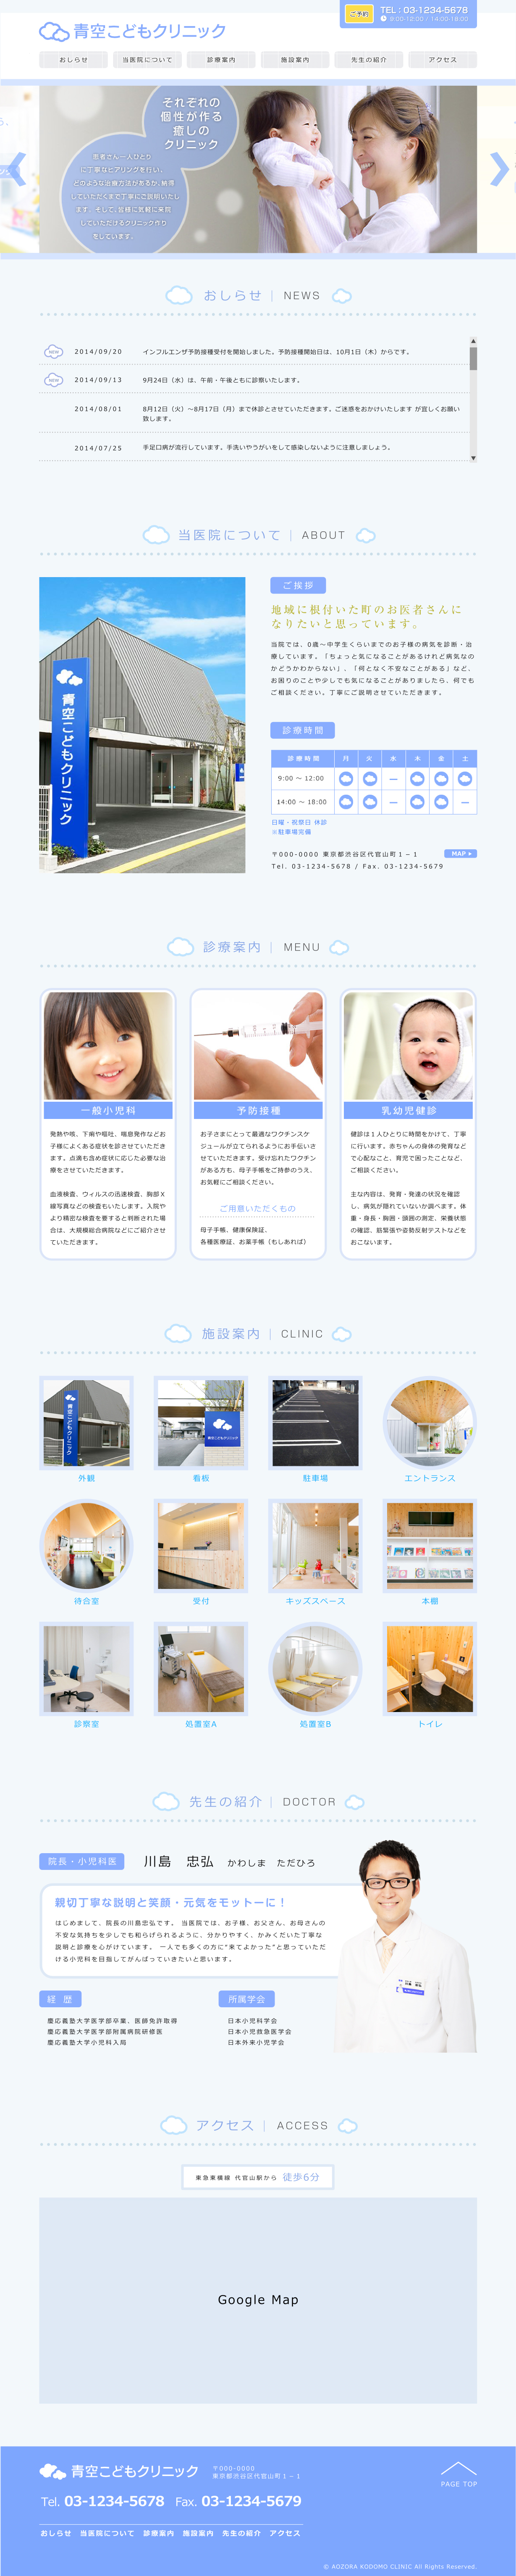 青空こどもクリニック
ご予約
TEL : 03-1234-5678
9:00-12:00 / 14:00-18:00
おしらせ
当医院について
診療案内
施設案内
先生の紹介
アクセス
それぞれの
個性が作る
癒しの
クリニック
患者さん一人ひとり
に丁寧なヒアリングを行い、
どのような治療方法があるか、納得
していただくまで丁寧にご説明いたし
ます。そして、皆様に気軽に来院
していただけるクリニック作り
をしています。
おしらせ | NEWS
NEW 2014/09/20 インフルエンザ予防接種受付を開始しました。予防接種開始日は、10月1日（木）からです。
NEW 2014/09/13 9月24日（水）は、午前・午後ともに診察いたします。
2014/08/01 8月12日（火）～8月17日（月）まで休診とさせていただきます。ご迷惑をおかけいたします が宜しくお願い
致します。
2014/07/25 手足口病が流行しています。手洗いやうがいをして感染しないように注意しましょう。
当医院について | ABOUT
青空こどもクリニック
ご挨拶
地域に根付いた町のお医者さんに
なりたいと思っています。
当院では、0歳～中学生くらいまでのお子様の病気を診断・治
療しています。「ちょっと気になることがあるけれど病気なの
かどうかわからない」、「何となく不安なことがある」など、
お困りのことや少しでも気になることがありましたら、何でも
ご相談ください。丁寧にご説明させていただきます。
診療時間
診療時間 月 火 水 木 金 土
9:00 ～ 12:00 ー
14:00 ～ 18:00 ー ー
日曜・祝祭日 休診
※駐車場完備
〒000-0000 東京都渋谷区代官山町１－１
MAP
Tel. 03-1234-5678 / Fax. 03-1234-5679
診療案内 | MENU
一般小児科
発熱や咳、下痢や嘔吐、喘息発作などお
子様によくある症状を診させていただき
ます。点滴も含め症状に応じた必要な治
療をさせていただきます。
血液検査、ウィルスの迅速検査、胸部Ｘ
線写真などの検査もいたします。入院や
より精密な検査を要すると判断された場
合は、大規模総合病院などにご紹介させ
ていただきます。
予防接種
お子さまにとって最適なワクチンスケ
ジュールが立てられるようにお手伝いさ
せていただきます。受け忘れたワクチン
がある方も、母子手帳をご持参のうえ、
お気軽にご相談ください。
ご用意いただくもの
母子手帳、健康保険証、
各種医療証、お薬手帳（もしあれば）
乳幼児健診
健診は１人ひとりに時間をかけて、丁寧
に行います。赤ちゃんの身体の発育など
で心配なこと、育児で困ったことなど、
ご相談ください。
主な内容は、発育・発達の状況を確認
し、病気が隠れていないか調べます。体
重・身長・胸囲・頭囲の測定、栄養状態
の確認、筋緊張や姿勢反射テストなどを
おこないます。
施設案内 | CLINIC
青空こどもクリニック
青空こどもクリニック
外観
看板
駐車場
エントランス
待合室
受付
キッズスペース
本棚
診察室
処置室A
処置室B
トイレ
先生の紹介 | DOCTOR
院長・小児科医
川島 忠弘 かわしま ただひろ
親切丁寧な説明と笑顔・元気をモットーに！
はじめまして、院長の川島忠弘です。 当医院では、お子様、お父さん、お母さんの
不安な気持ちを少しでも和らげられるように、分かりやすく、かみくだいた丁寧な
説明と診療を心がけています。 一人でも多くの方に“来てよかった”と思っていただ
ける小児科を目指してがんばっていきたいと思います。
経 歴
慶応義塾大学医学部卒業，医師免許取得
慶応義塾大学医学部附属病院研修医
慶応義塾大学小児科入局
所属学会
日本小児科学会
日本小児救急医学会
日本外来小児学会
アクセス | ACCESS
東急東横線 代官山駅から 徒歩6分
Google Map
青空こどもクリニック
〒000-0000
東京都渋谷区代官山町１－１
Tel. 03-1234-5678 Fax. 03-1234-5679
PAGE TOP
おしらせ 当医院について 診療案内 施設案内 先生の紹介 アクセス
© AOZORA KODOMO CLINIC All Rights Reserved.